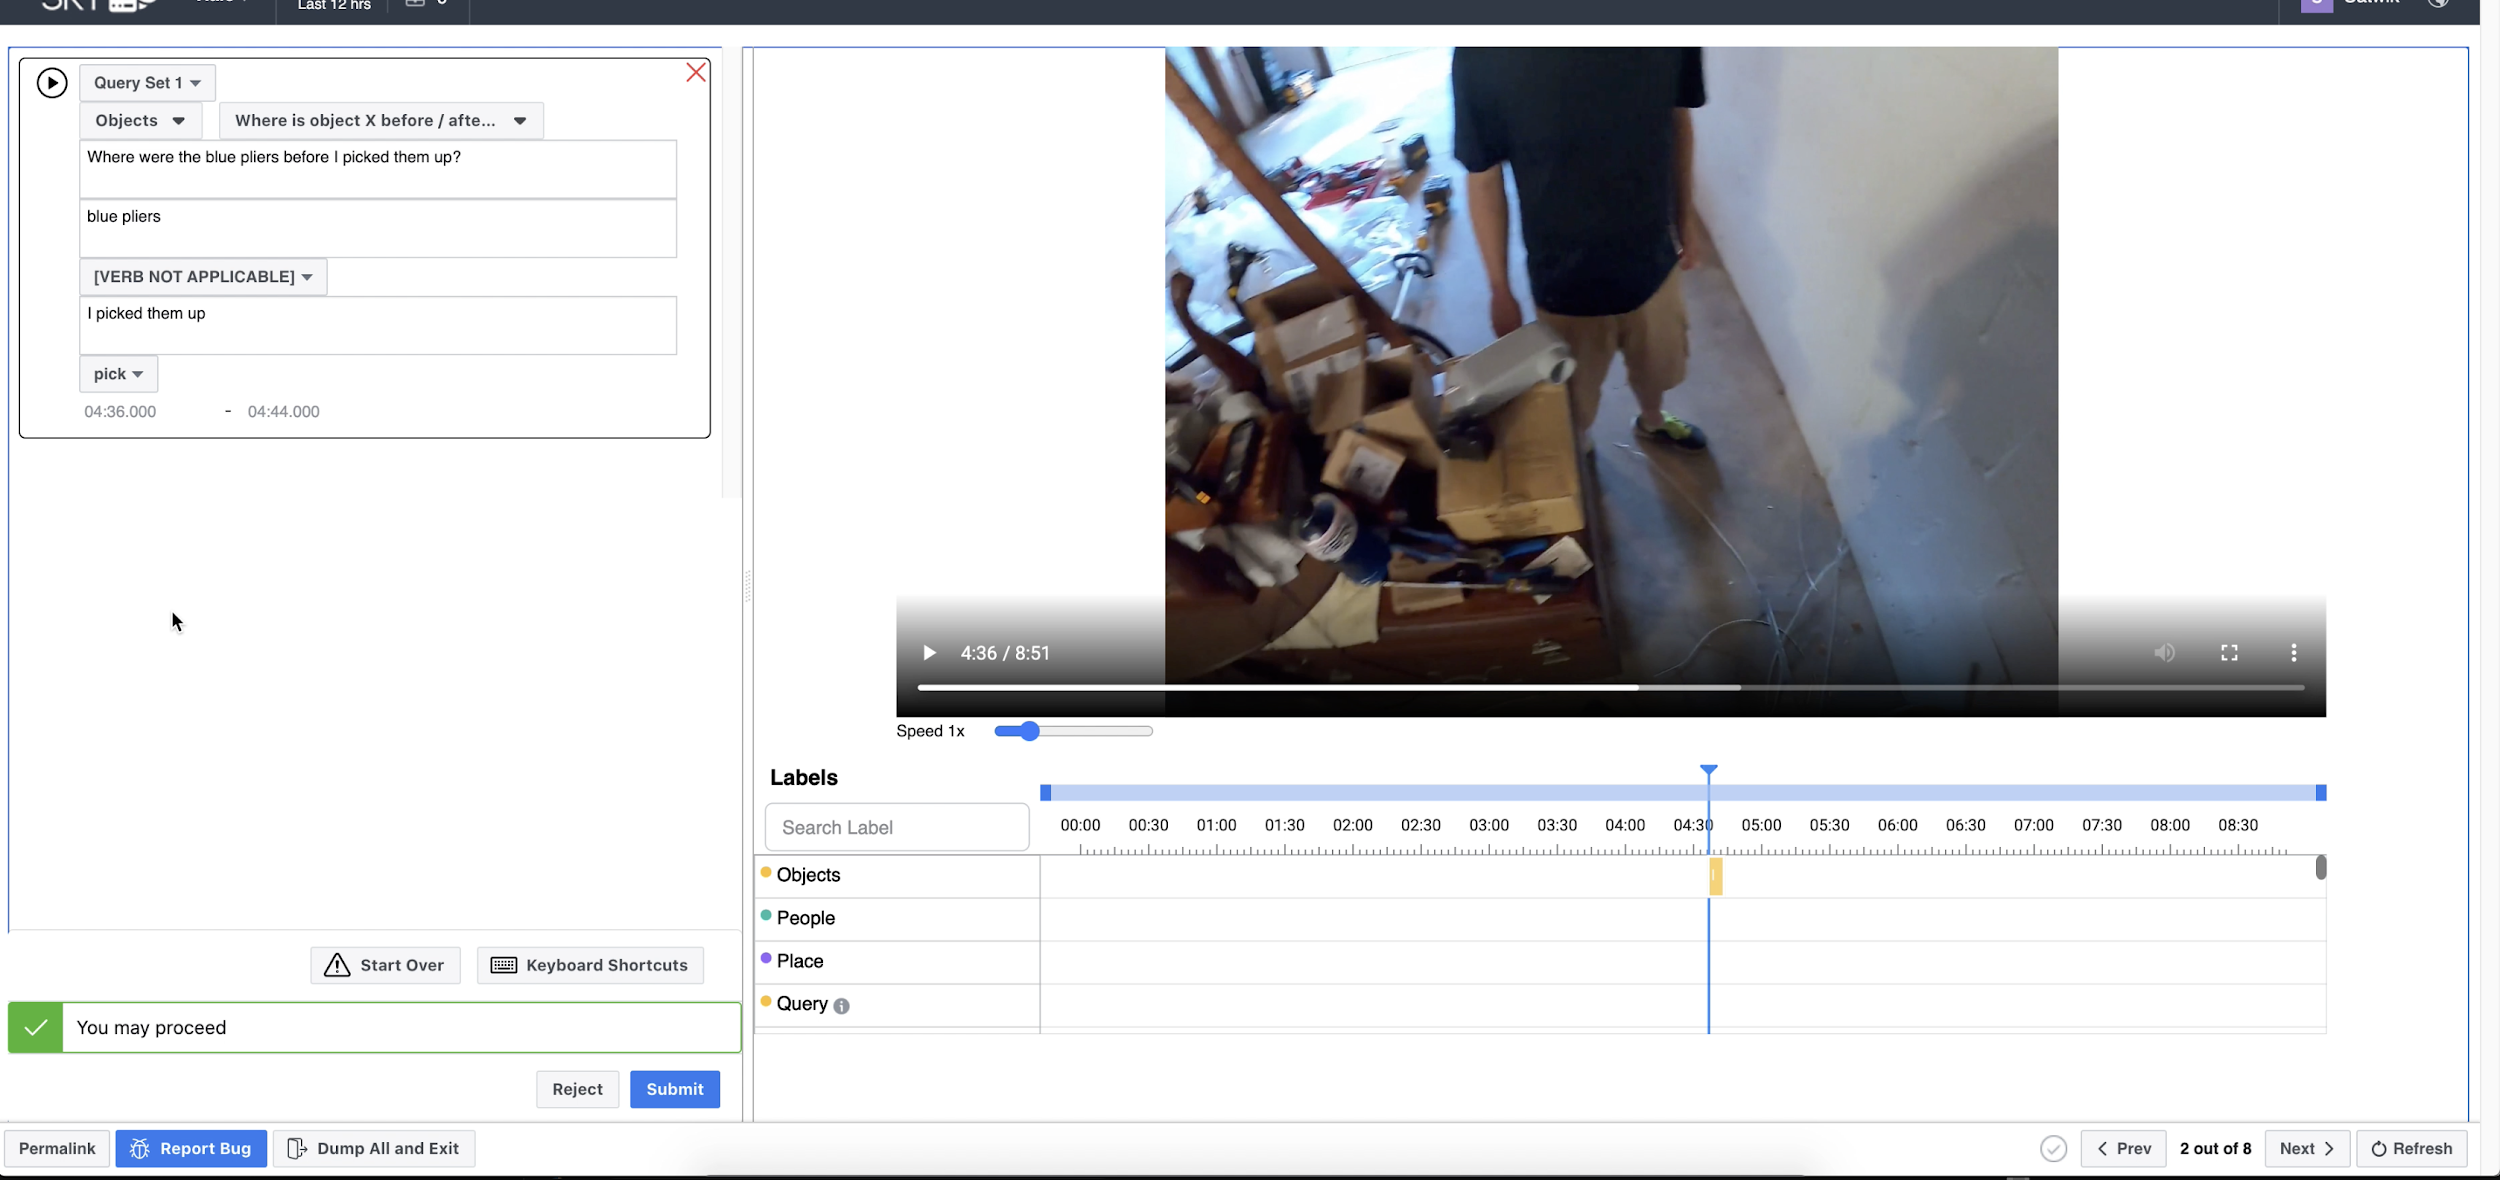 Last 12 hrs
Query Set 1
Objects
Where is object X before / afte...
Where were the blue pliers before I picked them up?
blue pliers
[VERB NOT APPLICABLE]
I picked them up
pick
04:36.000 - 04:44.000
Start Over
Keyboard Shortcuts
You may proceed
Reject
Submit
4:36 / 8:51
Speed 1x
Labels
Search Label
00:00 00:30 01:00 01:30 02:00 02:30 03:00 03:30 04:00 04:30 05:00 05:30 06:00 06:30 07:00 07:30 08:00 08:30
Objects
People
Place
Query
Permalink
Report Bug
Dump All and Exit
Prev
2 out of 8
Next
Refresh